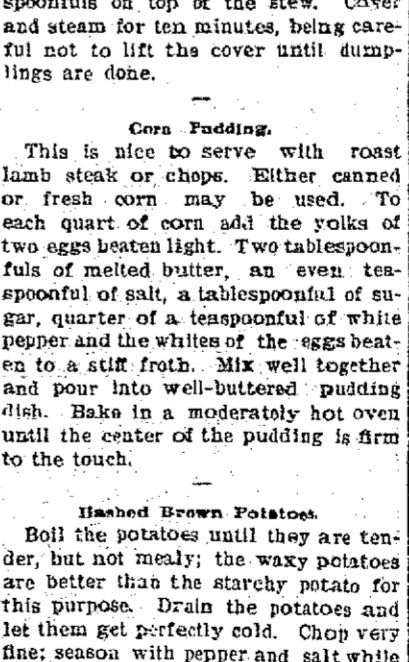 spoonfuls on top of the stew. Cover
and steam for ten minutes, being care-
ful not to lift the cover until dump-
lings are done.
Corn Pudding.
This is nice to serve with roast
lamb steak or chops. Either canned
or fresh corn may be used. To
each quart of corn add the yolks of
two eggs beaten light. Two tablespoon-
fuls of melted butter, an even tea-
spoonful of salt, a tablespoonful of su-
gar, quarter of a teaspoonful of white
pepper and the whites of the eggs beat-
en to a stiff froth. Mix well together
and pour into well-buttered pudding
dish. Bake in a moderately hot oven
until the center of the pudding is firm
to the touch.
Hashed Brown Potatoes.
Boil the potatoes until they are ten-
der, but not mealy; the waxy potatoes
are better than the starchy potato for
this purpose. Drain the potatoes and
let them get perfectly cold. Chop very
fine; season with pepper and salt while